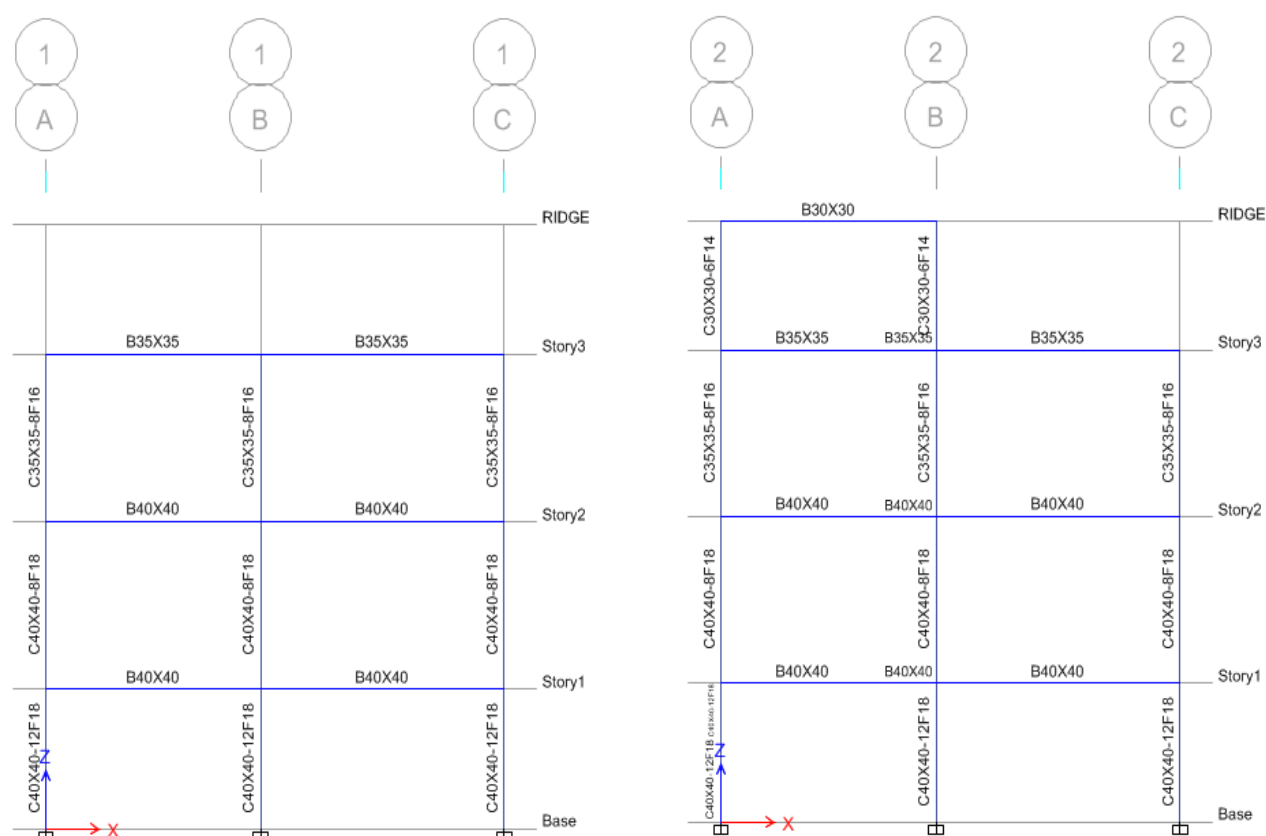 1 1 1
A B C
RIDGE
B35X35 B35X35
Story3
C35X35-8F16 C35X35-8F16 C35X35-8F16
B40X40 B40X40
Story2
C40X40-8F18 C40X40-8F18 C40X40-8F18
B40X40 B40X40
Story1
C40X40-12F18 C40X40-12F18 C40X40-12F18
Z
X
Base
2 2 2
A B C
B30X30
RIDGE
C30X30-6F14 C30X30-6F14
B35X35 B35X35 B35X35
Story3
C35X35-8F16 C35X35-8F16 C35X35-8F16
B40X40 B40X40 B40X40
Story2
C40X40-8F18 C40X40-8F18 C40X40-8F18
B40X40 B40X40 B40X40
Story1
C40X40-12F18 C40X40-12F18 C40X40-12F18 C40X40-12F18
Z
X
Base